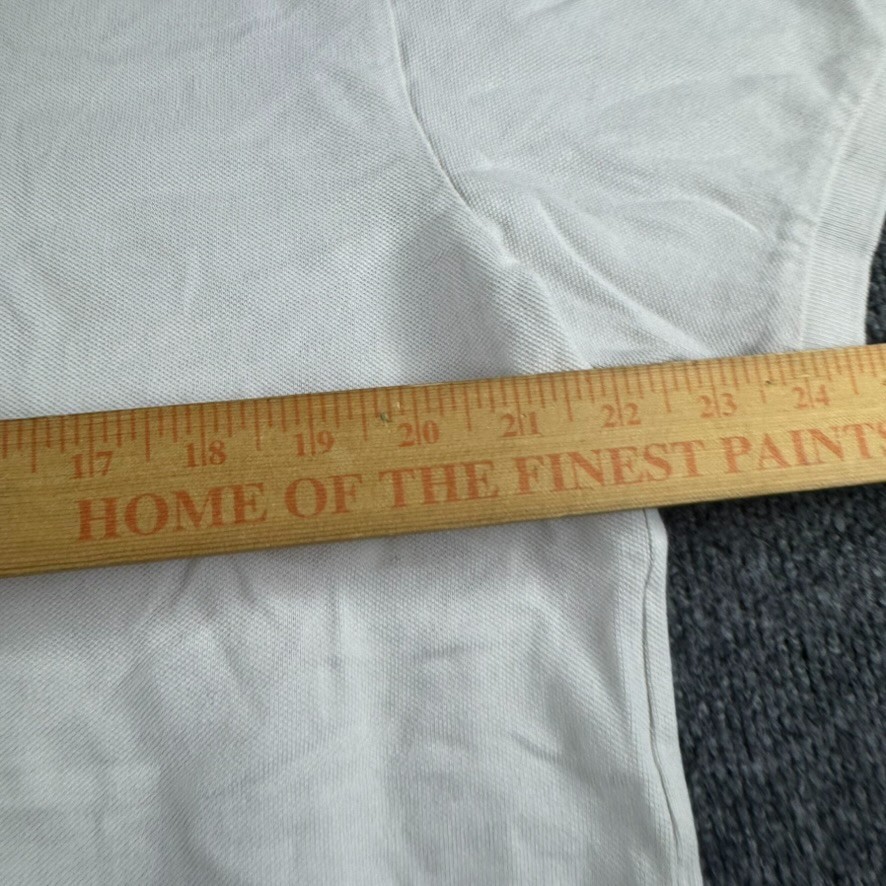 17 18 19 20 21 22 23 24
HOME OF THE FINEST PAINTS